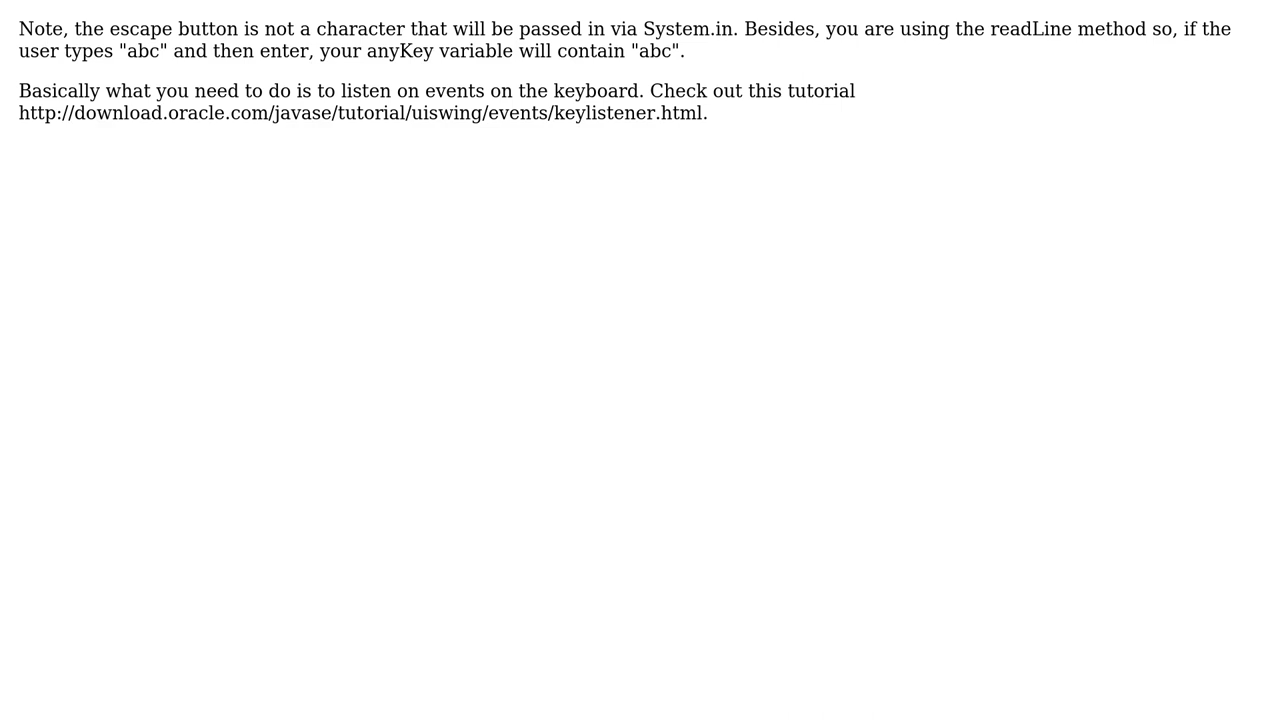 Note, the escape button is not a character that will be passed in via System.in. Besides, you are using the readLine method so, if the
user types "abc" and then enter, your anyKey variable will contain "abc".
Basically what you need to do is to listen on events on the keyboard. Check out this tutorial
http://download.oracle.com/javase/tutorial/uiswing/events/keylistener.html.